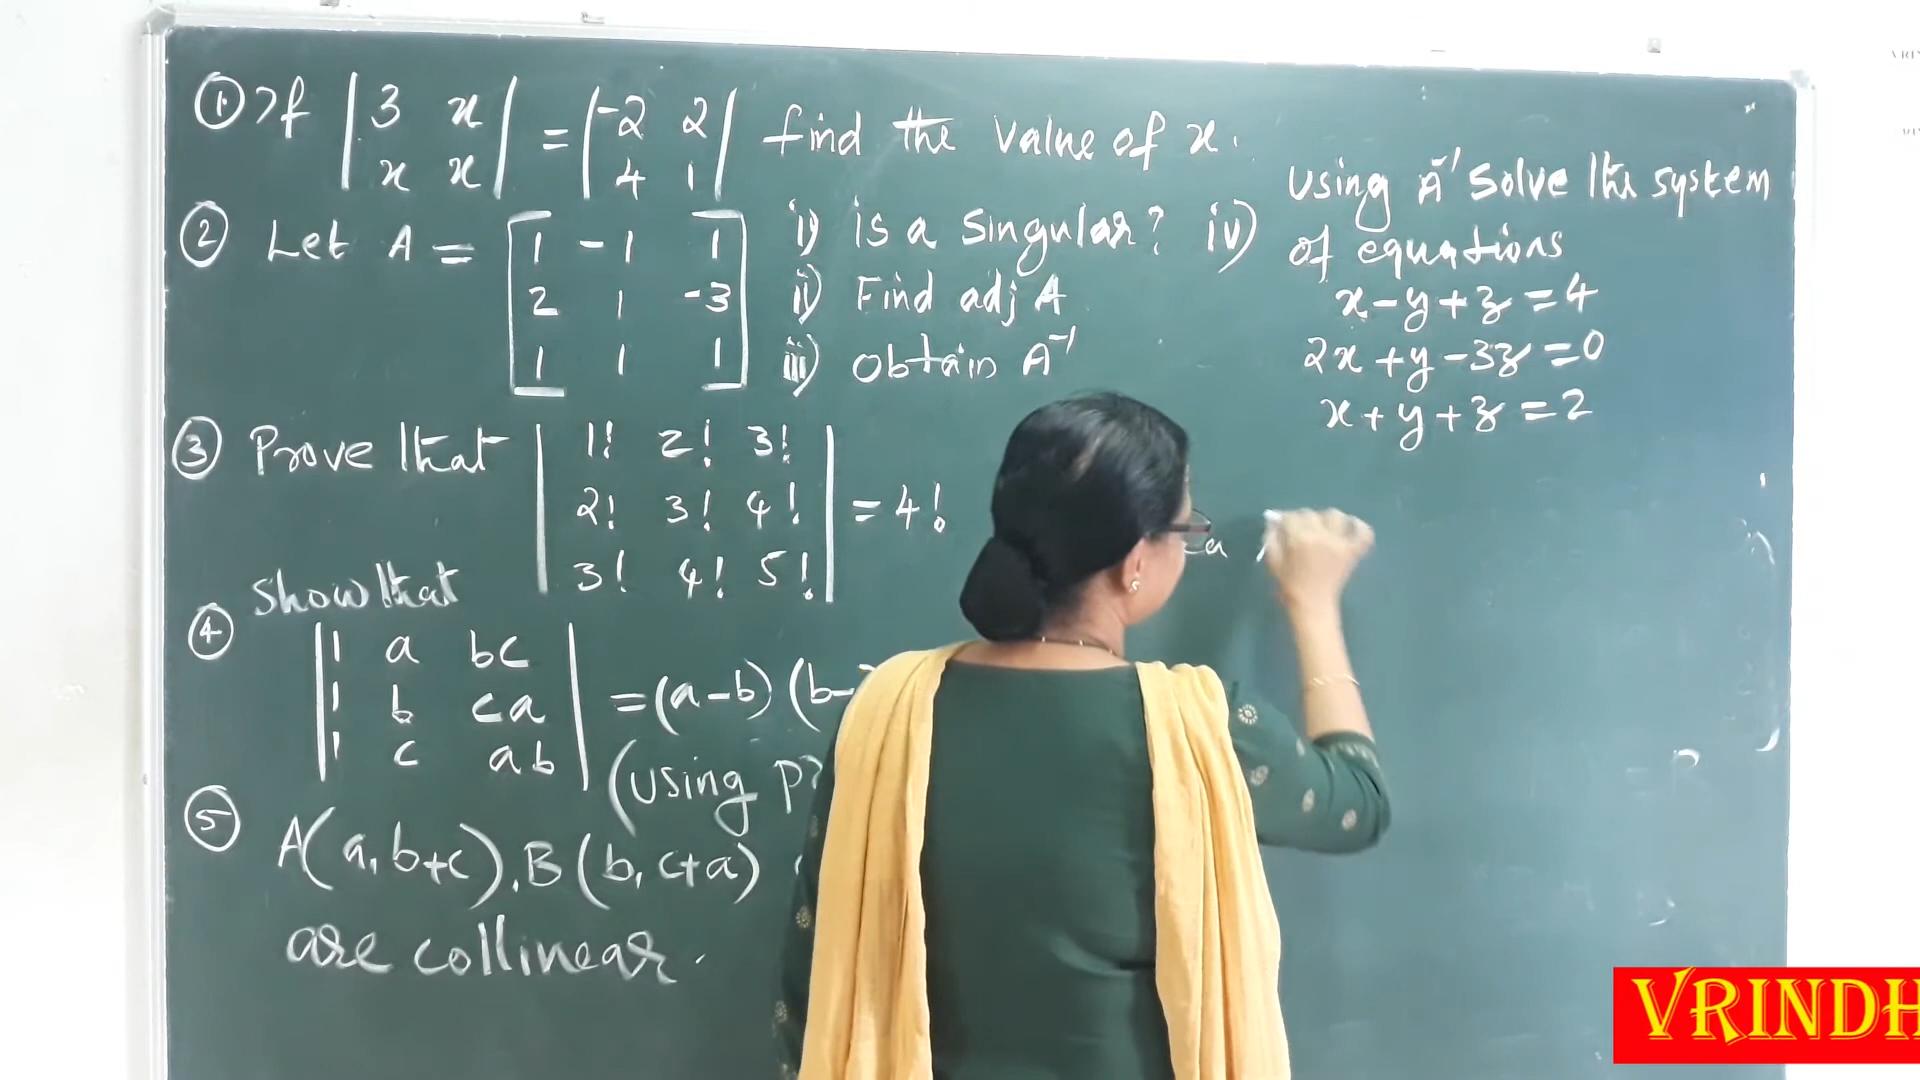 ① If | 3 x | = | -2 2 | find the value of x.
| x x | | 4 1 |
② Let A = [ 1 -1 1 ] i) is a singular? iv) using A⁻¹ solve the system
of equations
[ 2 1 -3 ] ii) Find adj A
x-y+z=4
[ 1 1 1 ] iii) obtain A⁻¹
2x+y-3z=0
x+y+z=2
③ Prove that | 1! 2! 3! |
| 2! 3! 4! | = 4!
| 3! 4! 5! |
④ Show that
| 1 a bc |
| 1 b ca | =(a-b)(b-
| 1 c ab | (using
⑤ A(a, b+c), B(b, c+a)
are collinear.
VRINDH